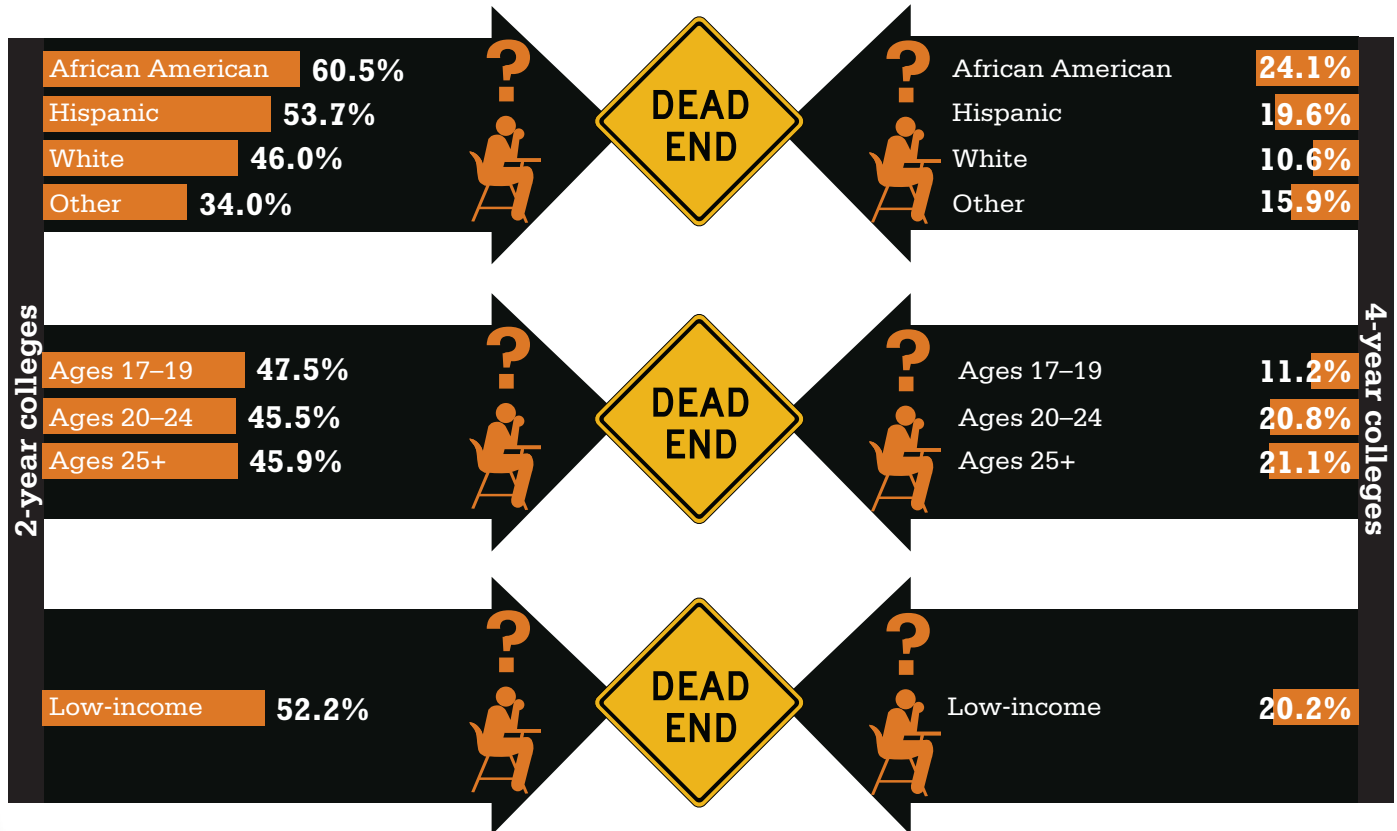 2-year colleges
African American 60.5%
Hispanic 53.7%
White 46.0%
Other 34.0%
?
DEAD
END
?
African American 24.1%
Hispanic 19.6%
White 10.6%
Other 15.9%
Ages 17–19 47.5%
Ages 20–24 45.5%
Ages 25+ 45.9%
?
DEAD
END
?
Ages 17–19 11.2%
Ages 20–24 20.8%
Ages 25+ 21.1%
Low-income 52.2%
?
DEAD
END
?
Low-income 20.2%
4-year colleges